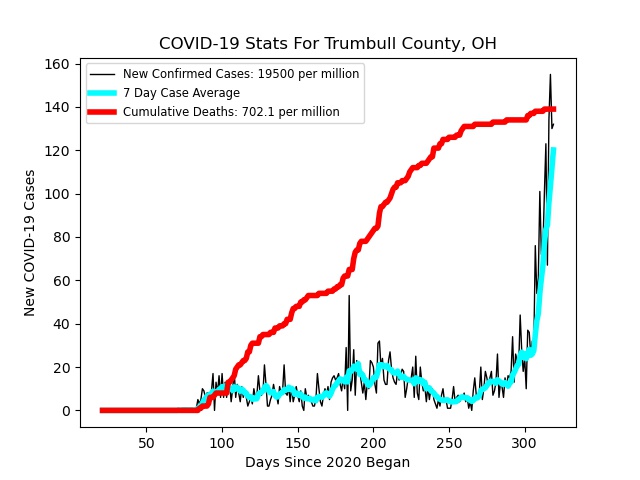 COVID-19 Stats For Trumbull County, OH
New Confirmed Cases: 19500 per million
7 Day Case Average
Cumulative Deaths: 702.1 per million
New COVID-19 Cases
160
140
120
100
80
60
40
20
0
50 100 150 200 250 300
Days Since 2020 Began